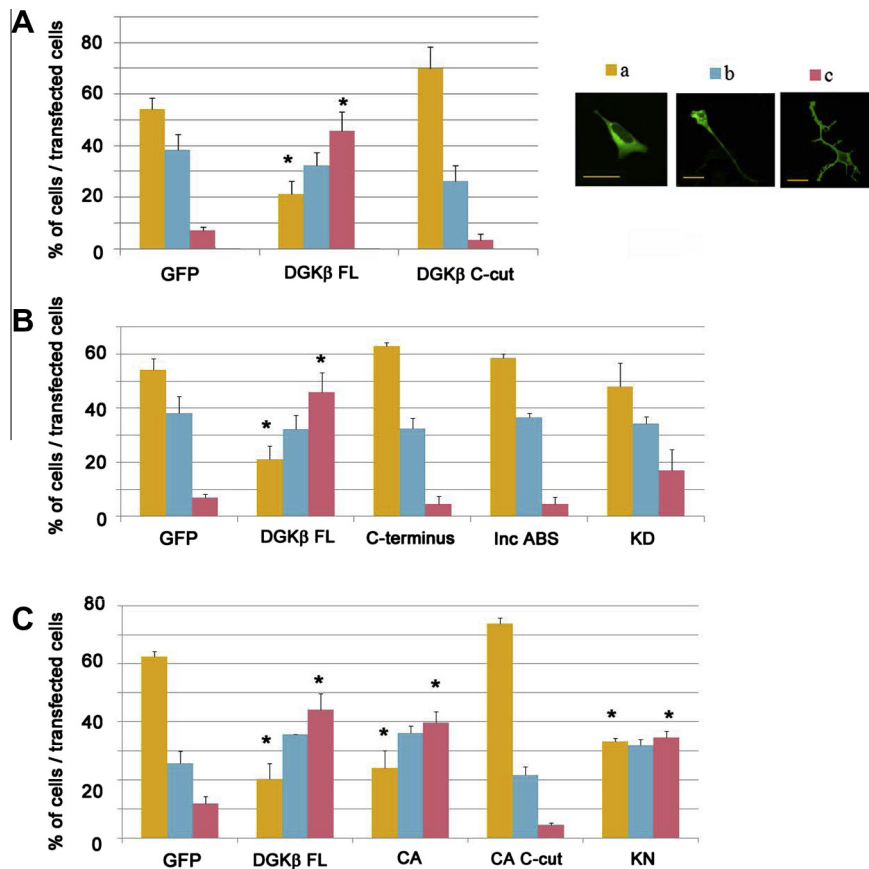 A
% of cells / transfected cells
80
60
40
20
0
*
*
GFP
DGKβ FL
DGKβ C-cut
a
b
c
B
% of cells / transfected cells
60
40
20
0
*
*
GFP
DGKβ FL
C-terminus
Inc ABS
KD
C
% of cells / transfected cells
80
60
40
20
0
*
*
*
*
*
*
GFP
DGKβ FL
CA
CA C-cut
KN